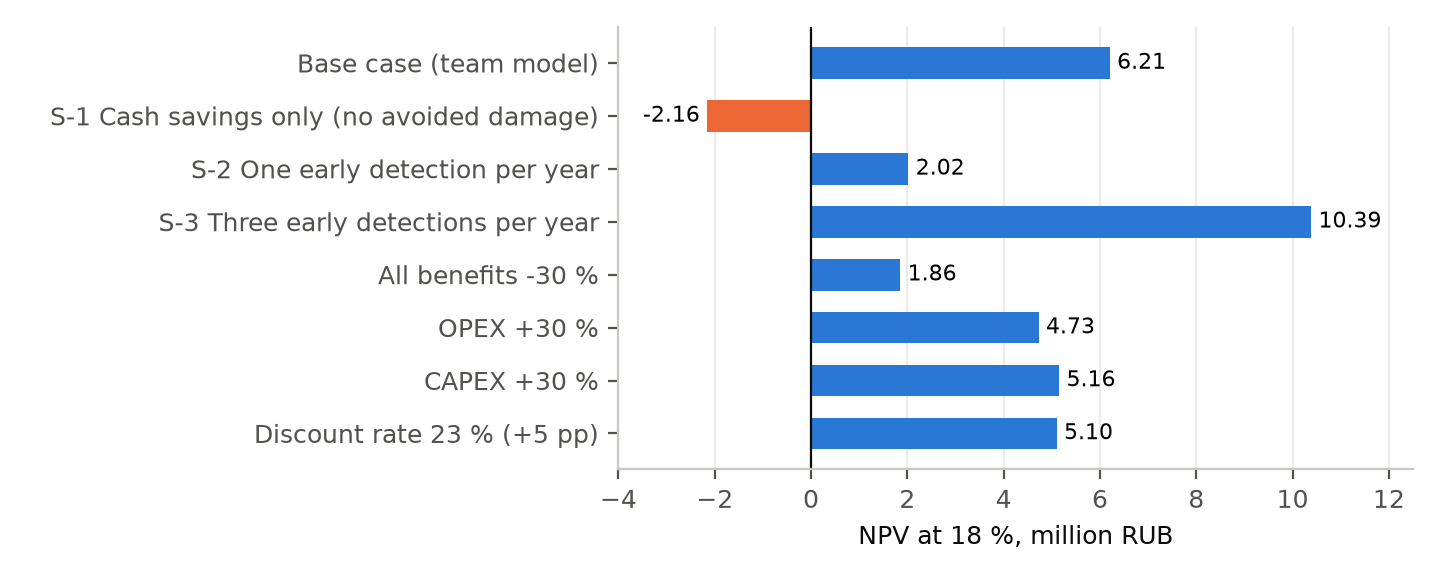 Base case (team model)
6.21
S-1 Cash savings only (no avoided damage)
-2.16
S-2 One early detection per year
2.02
S-3 Three early detections per year
10.39
All benefits -30 %
1.86
OPEX +30 %
4.73
CAPEX +30 %
5.16
Discount rate 23 % (+5 pp)
5.10
−4 −2 0 2 4 6 8 10 12
NPV at 18 %, million RUB